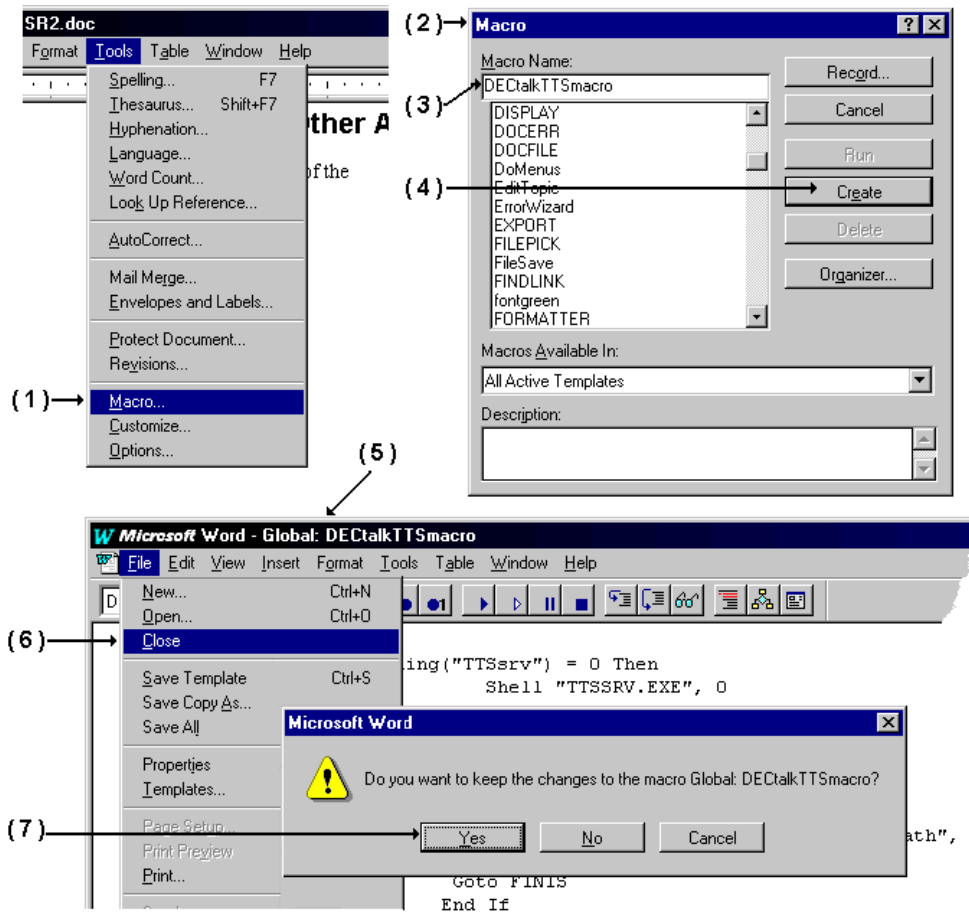 SR2.doc
Format Tools Table Window Help
Spelling... F7
Thesaurus... Shift+F7
Hyphenation...
Language...
Word Count...
Look Up Reference...
AutoCorrect...
Mail Merge...
Envelopes and Labels...
Protect Document...
Revisions...
(1)
Macro...
Customize...
Options...
ther A
of the
(2)
Macro
Macro Name:
(3)
DECtalkTTSmacro
DISPLAY
DOCERR
DOCFILE
DoMenus
EditTopic
ErrorWizard
EXPORT
FILEPICK
FileSave
FINDLINK
fontgreen
FORMATTER
Record...
Cancel
Run
(4)
Create
Delete
Organizer...
Macros Available In:
All Active Templates
Description:
(5)
Microsoft Word - Global: DECtalkTTSmacro
File Edit View Insert Format Tools Table Window Help
D
New... Ctrl+N
Open... Ctrl+O
(6)
Close
Save Template Ctrl+S
Save Copy As...
Save All
Properties
Templates...
Page Setup...
Print Preview
Print...
ing("TTSsrv") = 0 Then
Shell "TTSSRV.EXE", 0
Microsoft Word
Do you want to keep the changes to the macro Global: DECtalkTTSmacro?
(7)
Yes No Cancel
ath",
Goto FINIS
End If